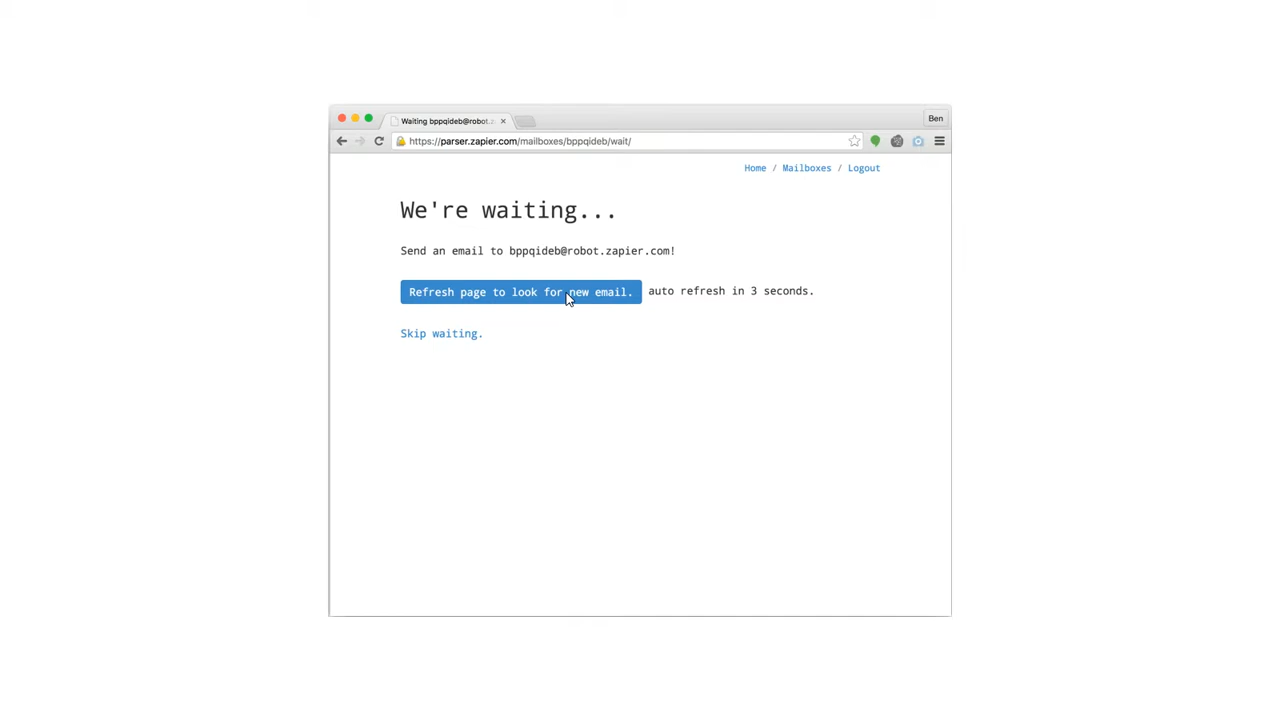 Waiting bppqideb@robot.z
Ben
https://parser.zapier.com/mailboxes/bppqideb/wait/
Home / Mailboxes / Logout
We're waiting...
Send an email to bppqideb@robot.zapier.com!
Refresh page to look for new email. auto refresh in 3 seconds.
Skip waiting.